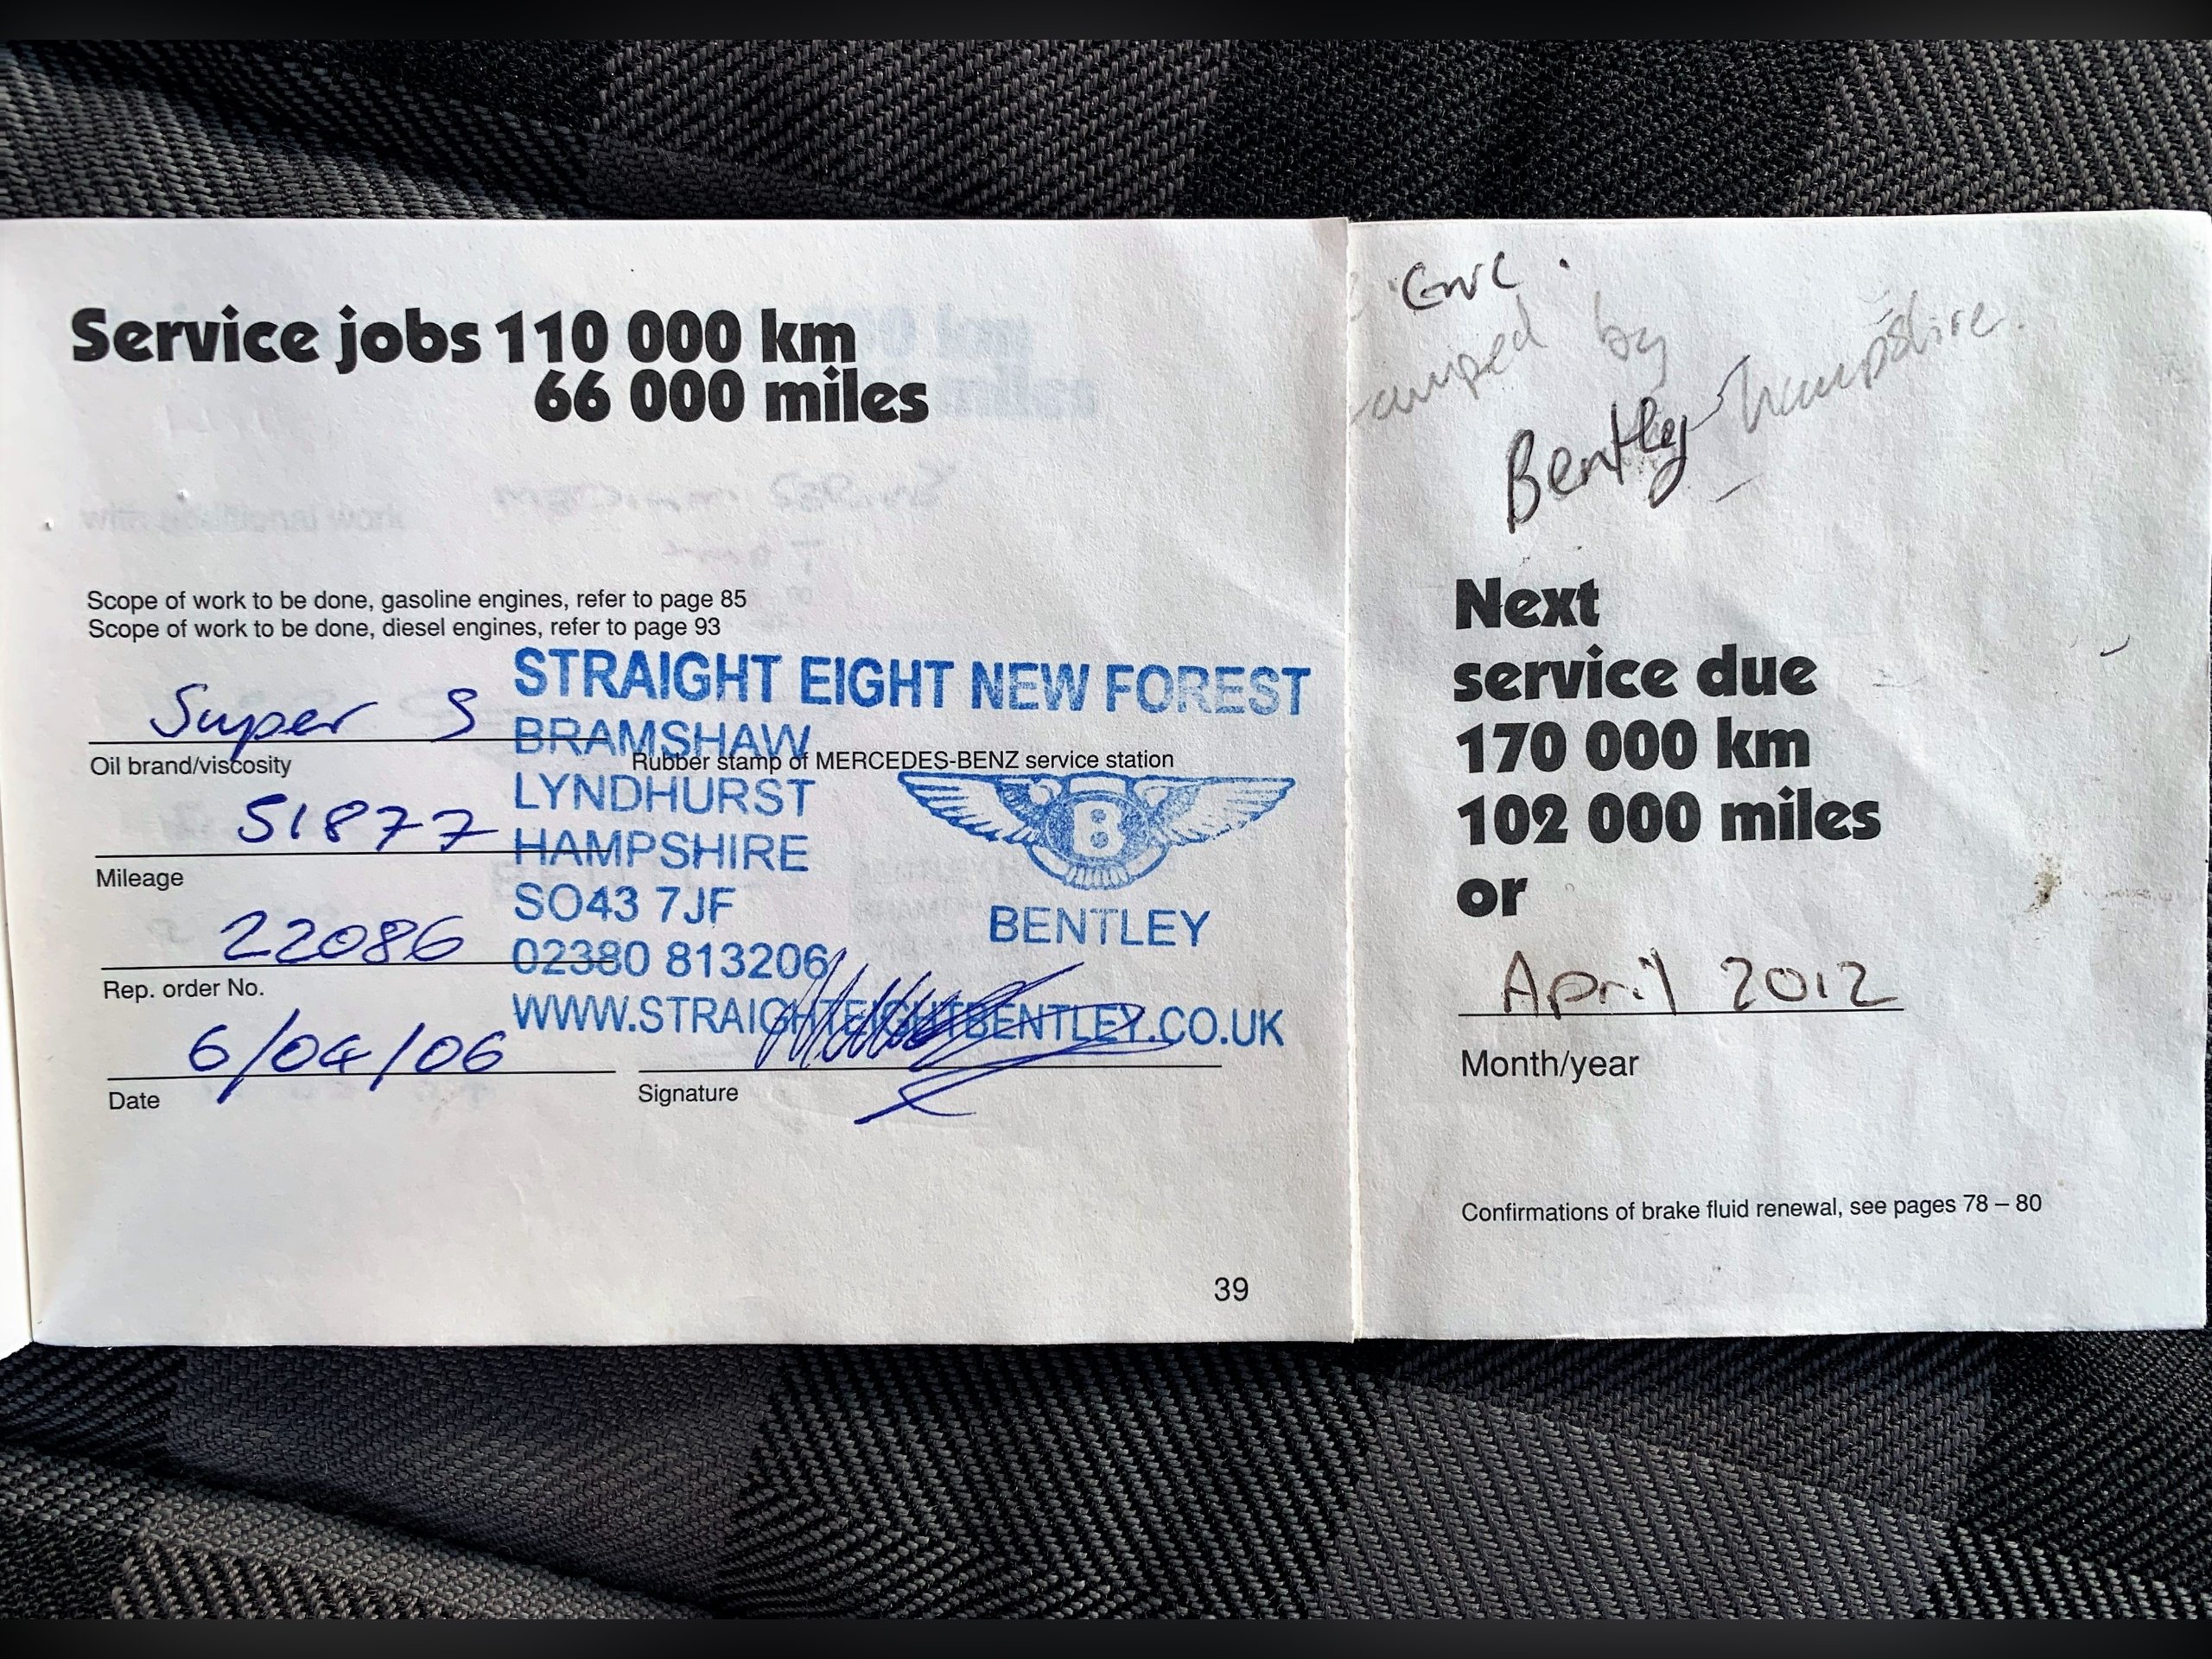 Service jobs 110 000 km
66 000 miles
with additional work
Scope of work to be done, gasoline engines, refer to page 85
Scope of work to be done, diesel engines, refer to page 93
Super S
Oil brand/viscosity
51877
Mileage
22086
Rep. order No.
6/04/06
Date
STRAIGHT EIGHT NEW FOREST
BRAMSHAW
Rubber stamp of MERCEDES-BENZ service station
LYNDHURST
HAMPSHIRE
SO43 7JF
02380 813206
WWW.STRAIGHTEIGHTBENTLEY.CO.UK
B
BENTLEY
Signature
39
by
Bentley hampshire.
Next
service due
170 000 km
102 000 miles
or
April 2012
Month/year
Confirmations of brake fluid renewal, see pages 78 – 80